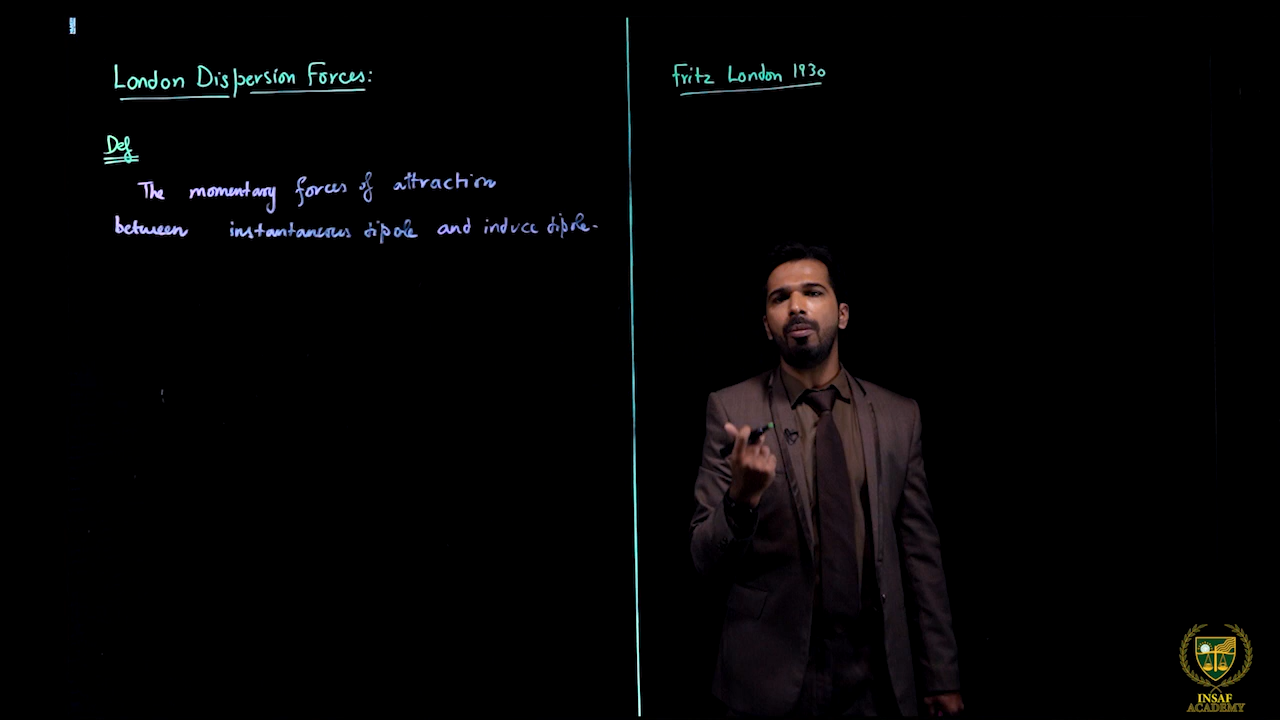 London Dispersion Forces:
Def
The momentary forces of attraction
between instantaneous dipole and induce dipole.
Fritz London 1930
INSAF
ACADEMY